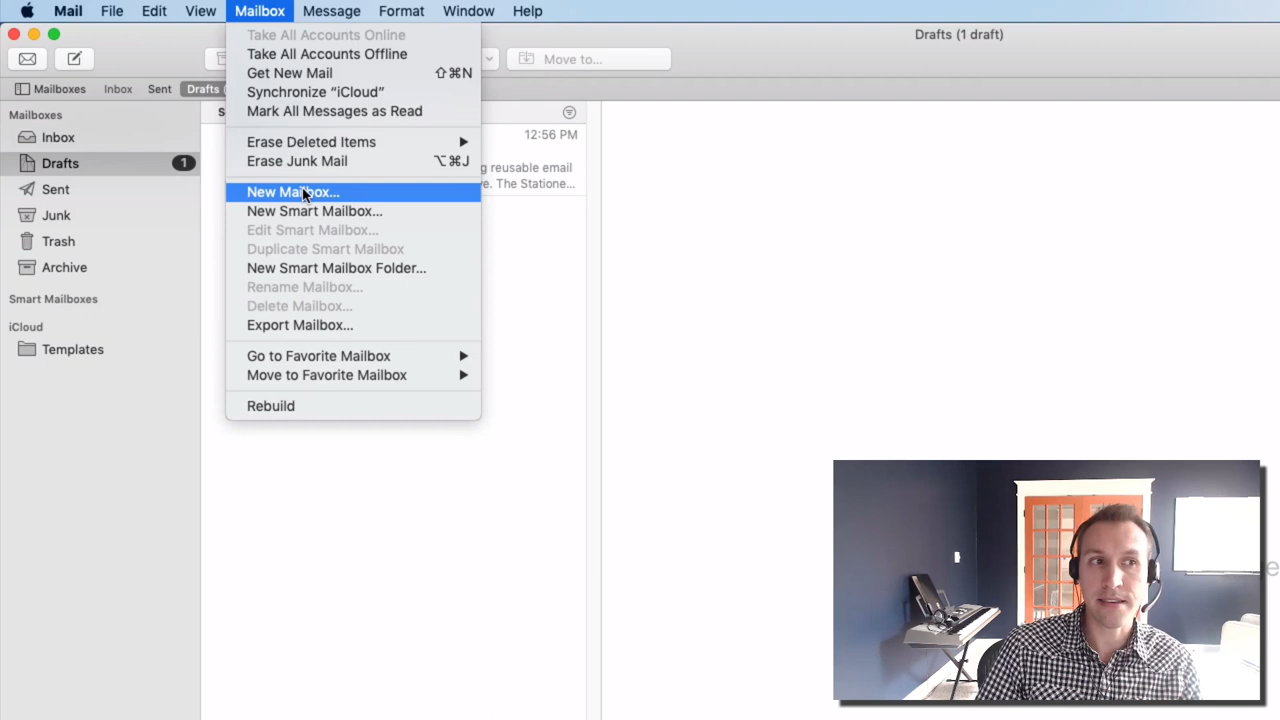 Mail File Edit View Mailbox Message Format Window Help
Drafts (1 draft)
Move to...
Mailboxes Inbox Sent Drafts (
Mailboxes
Inbox
Drafts 1
Sent
Junk
Trash
Archive
Smart Mailboxes
iCloud
Templates
Take All Accounts Online
Take All Accounts Offline
Get New Mail ⇧⌘N
Synchronize “iCloud”
Mark All Messages as Read
Erase Deleted Items
Erase Junk Mail ⌥⌘J
New Mailbox...
New Smart Mailbox...
Edit Smart Mailbox...
Duplicate Smart Mailbox
New Smart Mailbox Folder...
Rename Mailbox...
Delete Mailbox...
Export Mailbox...
Go to Favorite Mailbox
Move to Favorite Mailbox
Rebuild
12:56 PM
g reusable email
e. The Statione...